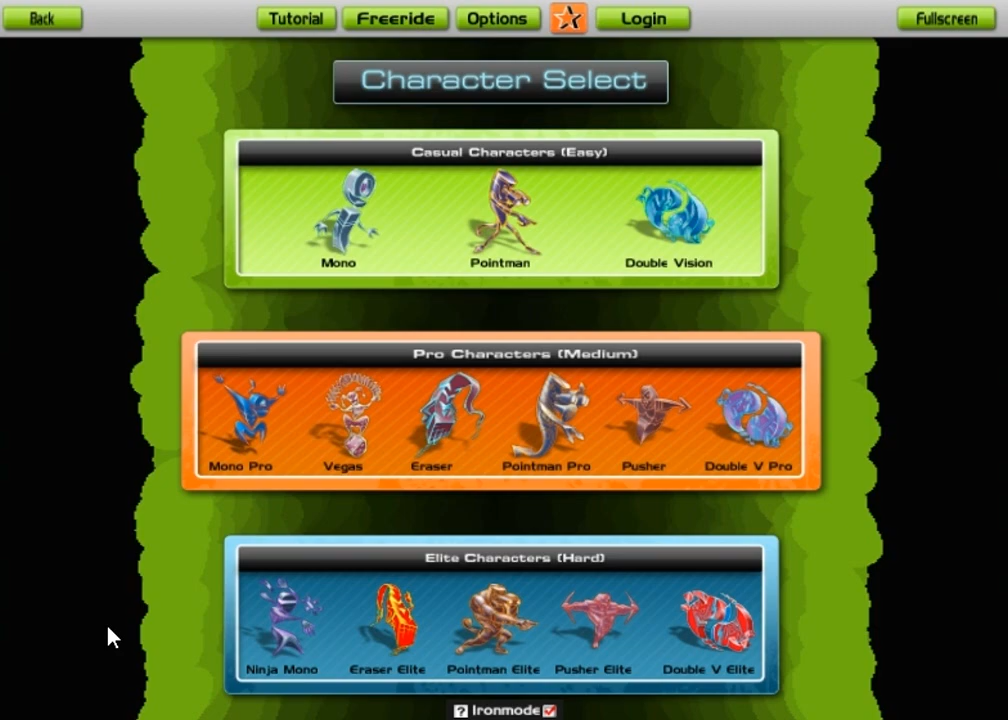 Back Tutorial Freeride Options Login Fullscreen
Character Select
Casual Characters (Easy)
Mono Pointman Double Vision
Pro Characters (Medium)
Mono Pro Vegas Eraser Pointman Pro Pusher Double V Pro
Elite Characters (Hard)
Ninja Mono Eraser Elite Pointman Elite Pusher Elite Double V Elite
? Ironmode